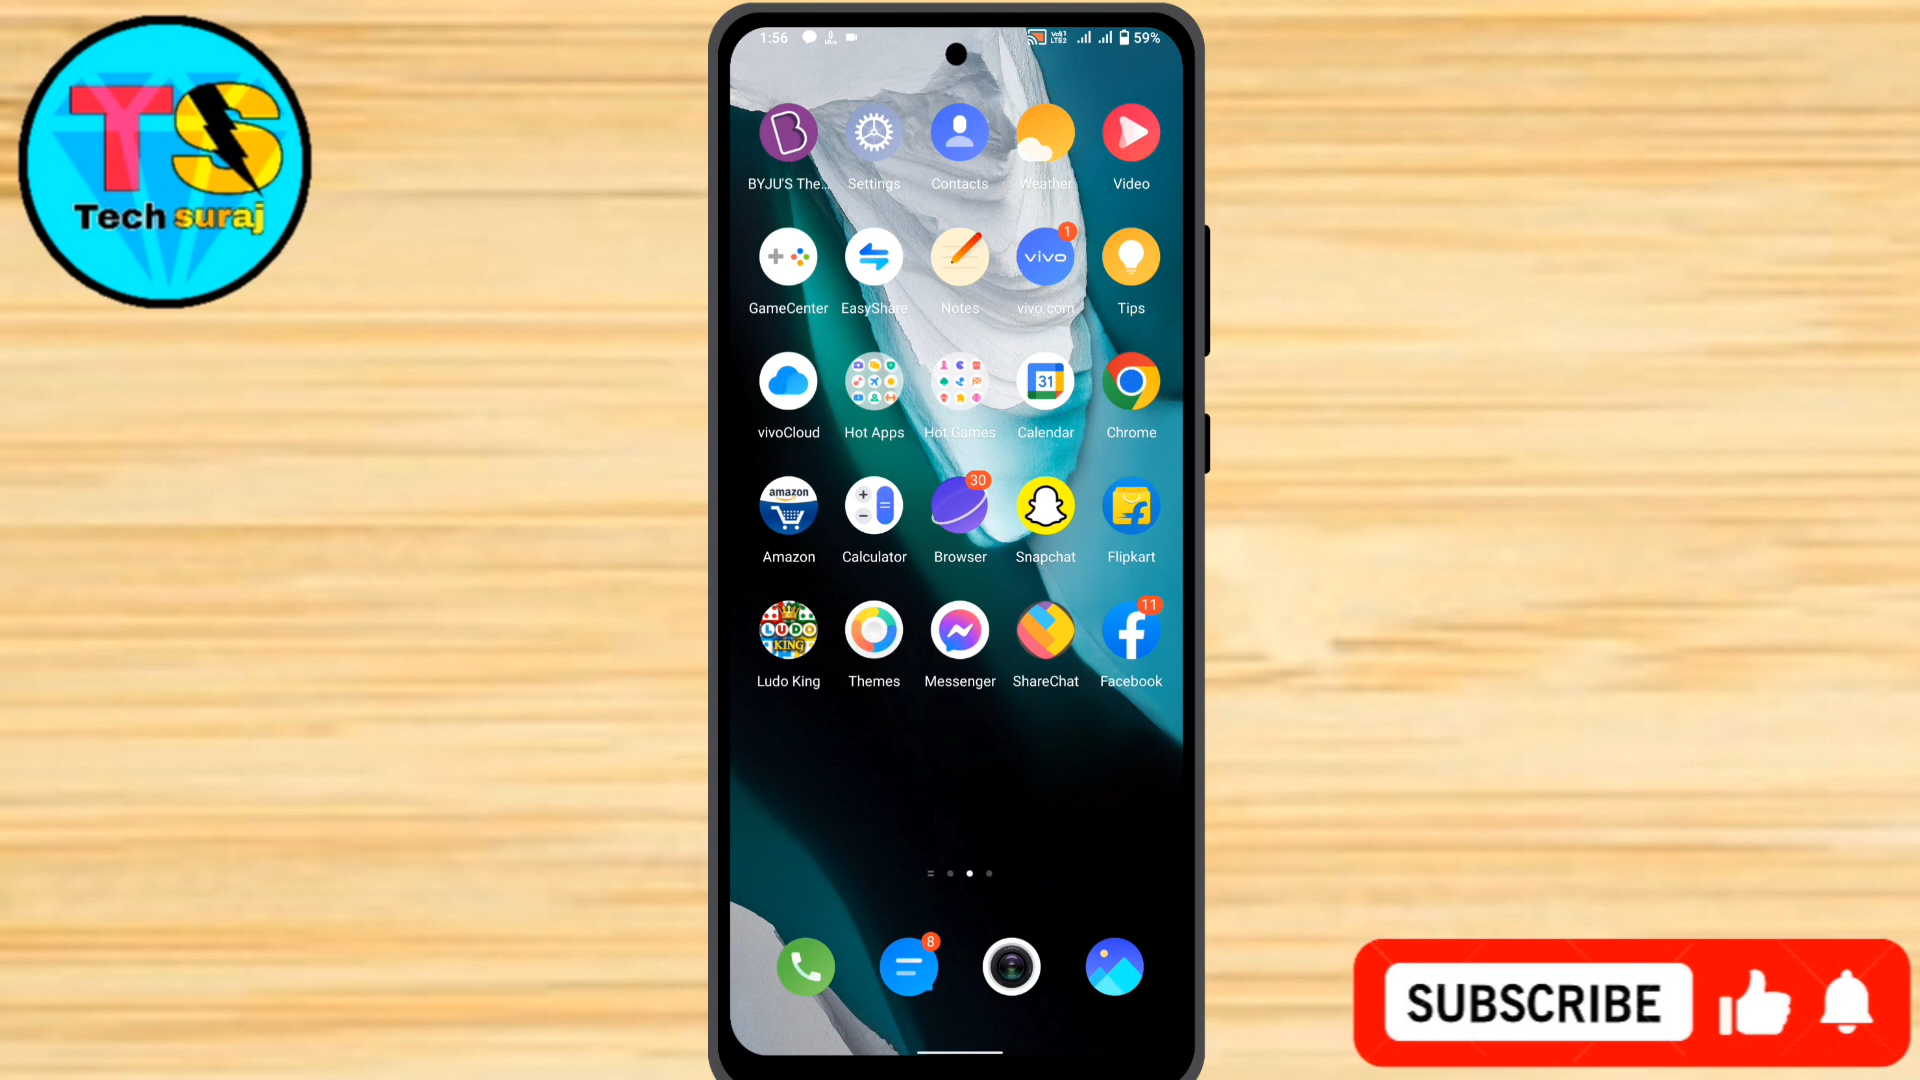 TS
Tech suraj
1:56
0
59%
BYJU'S The...
Settings
Contacts
Weather
Video
vivo
1
GameCenter
EasyShare
Notes
vivo.com
Tips
31
vivoCloud
Hot Apps
Hot Games
Calendar
Chrome
amazon
30
Amazon
Calculator
Browser
Snapchat
Flipkart
LUDO
KING
11
Ludo King
Themes
Messenger
ShareChat
Facebook
8
SUBSCRIBE